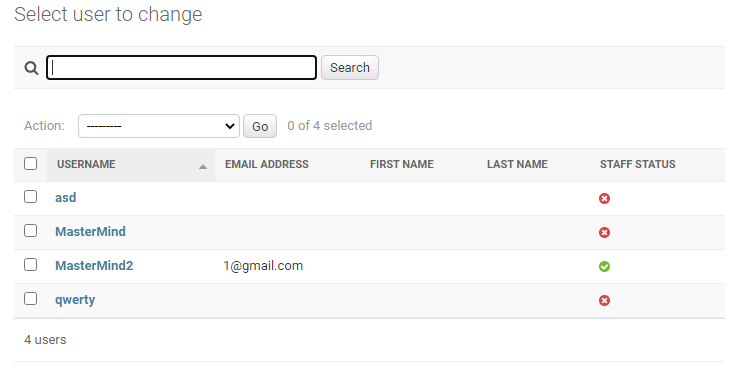 Select user to change
Search
Action: --------- Go 0 of 4 selected
USERNAME EMAIL ADDRESS FIRST NAME LAST NAME STAFF STATUS
asd
MasterMind
MasterMind2 1@gmail.com
qwerty
4 users